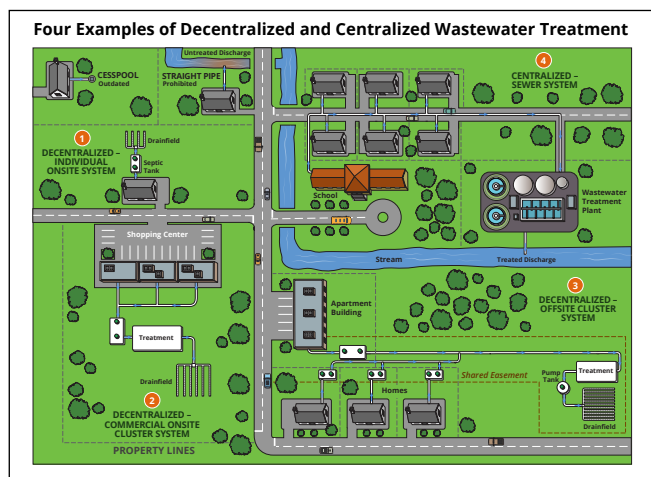 Four Examples of Decentralized and Centralized Wastewater Treatment
Untreated Discharge
CESSPOOL
Outdated
STRAIGHT PIPE
Prohibited
4
CENTRALIZED –
SEWER SYSTEM
1
DECENTRALIZED –
INDIVIDUAL
ONSITE SYSTEM
Drainfield
Septic
Tank
School
Wastewater
Treatment
Plant
Shopping Center
Stream
Treated Discharge
3
DECENTRALIZED –
OFFSITE CLUSTER
SYSTEM
Apartment
Building
Treatment
Drainfield
2
DECENTRALIZED –
COMMERCIAL ONSITE
CLUSTER SYSTEM
PROPERTY LINES
Homes
Shared Easement
Pump
Tank
Treatment
Drainfield